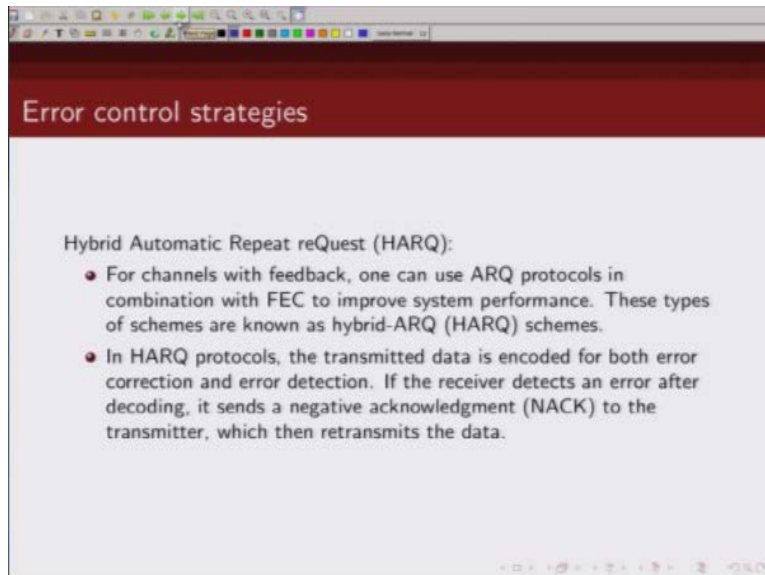 Error control strategies
Hybrid Automatic Repeat reQuest (HARQ):
For channels with feedback, one can use ARQ protocols in
combination with FEC to improve system performance. These types
of schemes are known as hybrid-ARQ (HARQ) schemes.
In HARQ protocols, the transmitted data is encoded for both error
correction and error detection. If the receiver detects an error after
decoding, it sends a negative acknowledgment (NACK) to the
transmitter, which then retransmits the data.